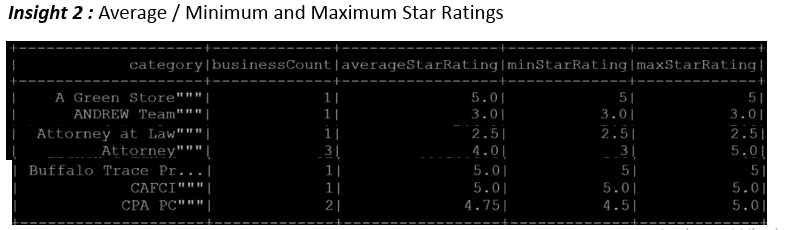 Insight 2 : Average / Minimum and Maximum Star Ratings
category|businessCount|averageStarRating|minStarRating|maxStarRating|
A Green Store"""| 1| 5.0| 5| 5|
ANDREW Team"""| 1| 3.0| 3.0| 3.0|
Attorney at Law"""| 1| 2.5| 2.5| 2.5|
Attorney"""| 3| 4.0| 3| 5.0|
Buffalo Trace Pr...| 1| 5.0| 5| 5|
CAFCI"""| 1| 5.0| 5.0| 5.0|
CPA PC"""| 2| 4.75| 4.5| 5.0|